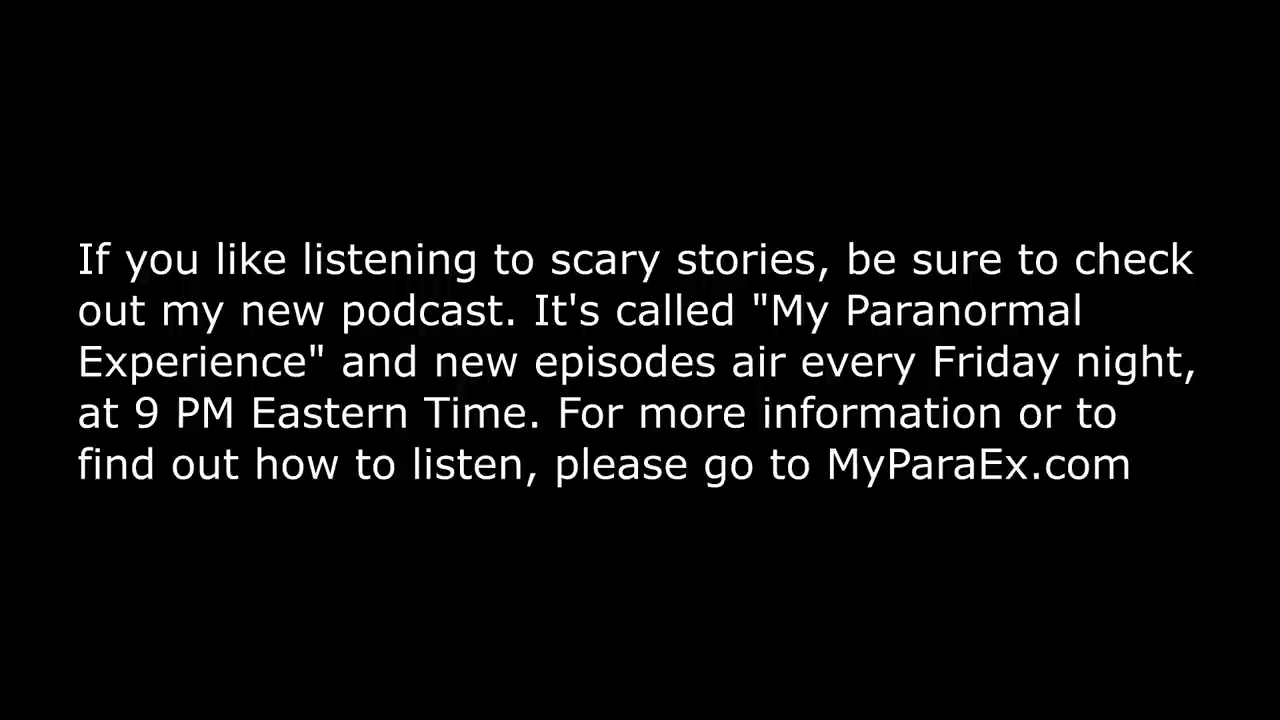 If you like listening to scary stories, be sure to check
out my new podcast. It's called "My Paranormal
Experience" and new episodes air every Friday night,
at 9 PM Eastern Time. For more information or to
find out how to listen, please go to MyParaEx.com